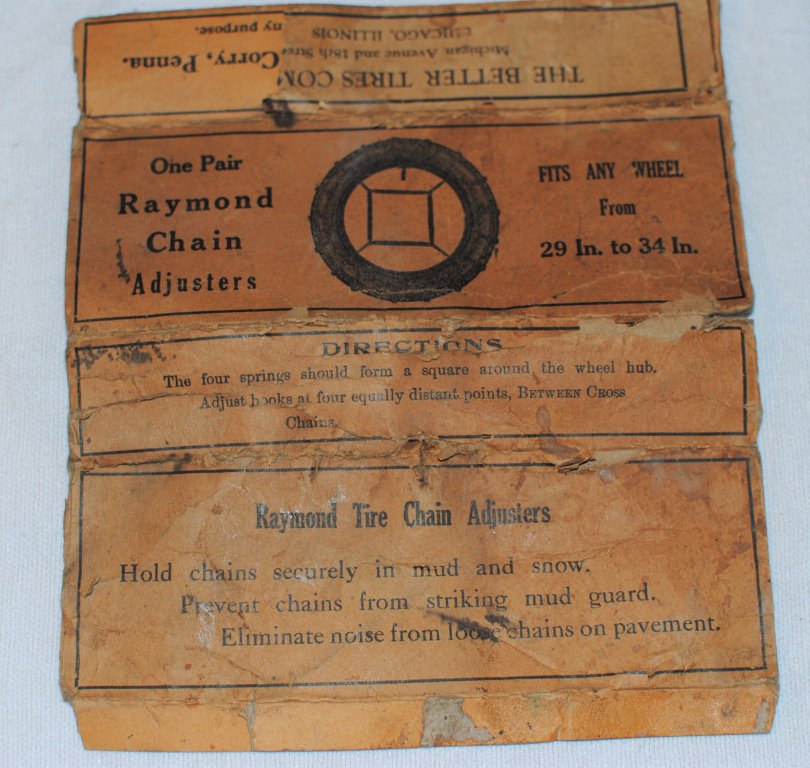 THE BETTER TIRES COM
Michigan Avenue and 18th Stree
CHICAGO, ILLINOIS
Corry, Penna.
ny purpose.
One Pair
Raymond
Chain
Adjusters
FITS ANY WHEEL
From
29 In. to 34 In.
DIRECTIONS
The four springs should form a square around the wheel hub.
Adjust hooks at four equally distant points, BETWEEN CROSS
Chains.
Raymond Tire Chain Adjusters
Hold chains securely in mud and snow.
Prevent chains from striking mud guard.
Eliminate noise from loose chains on pavement.